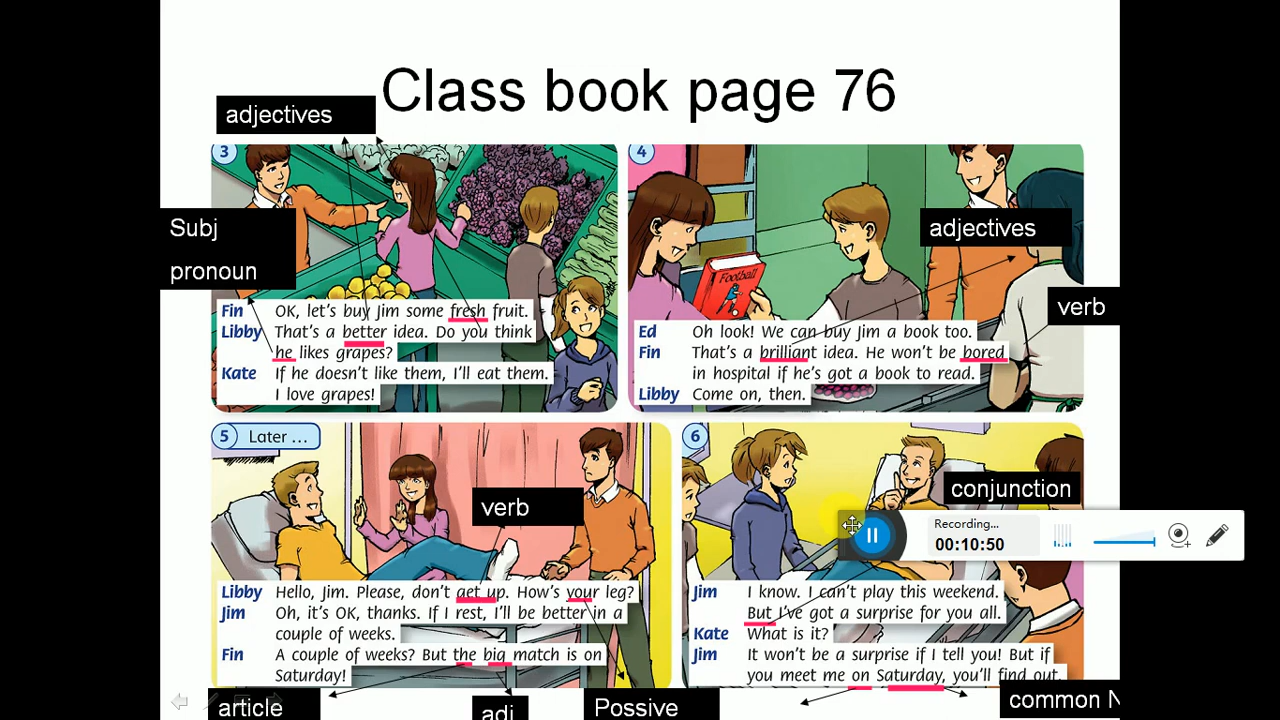 Class book page 76
adjectives
3
Subj
pronoun
Fin OK, let's buy Jim some fresh fruit.
Libby That's a better idea. Do you think
he likes grapes?
Kate If he doesn't like them, I'll eat them.
I love grapes!
4
Football
adjectives
verb
Ed Oh look! We can buy Jim a book too.
Fin That's a brilliant idea. He won't be bored
in hospital if he's got a book to read.
Libby Come on, then.
5 Later ...
verb
Libby Hello, Jim. Please, don't get up. How's your leg?
Jim Oh, it's OK, thanks. If I rest, I'll be better in a
couple of weeks.
Fin A couple of weeks? But the big match is on
Saturday!
6
conjunction
Recording...
00:10:50
Jim I know. I can't play this weekend.
But I've got a surprise for you all.
Kate What is it?
Jim It won't be a surprise if I tell you! But if
you meet me on Saturday, you'll find out.
article
adj
Possive
common N